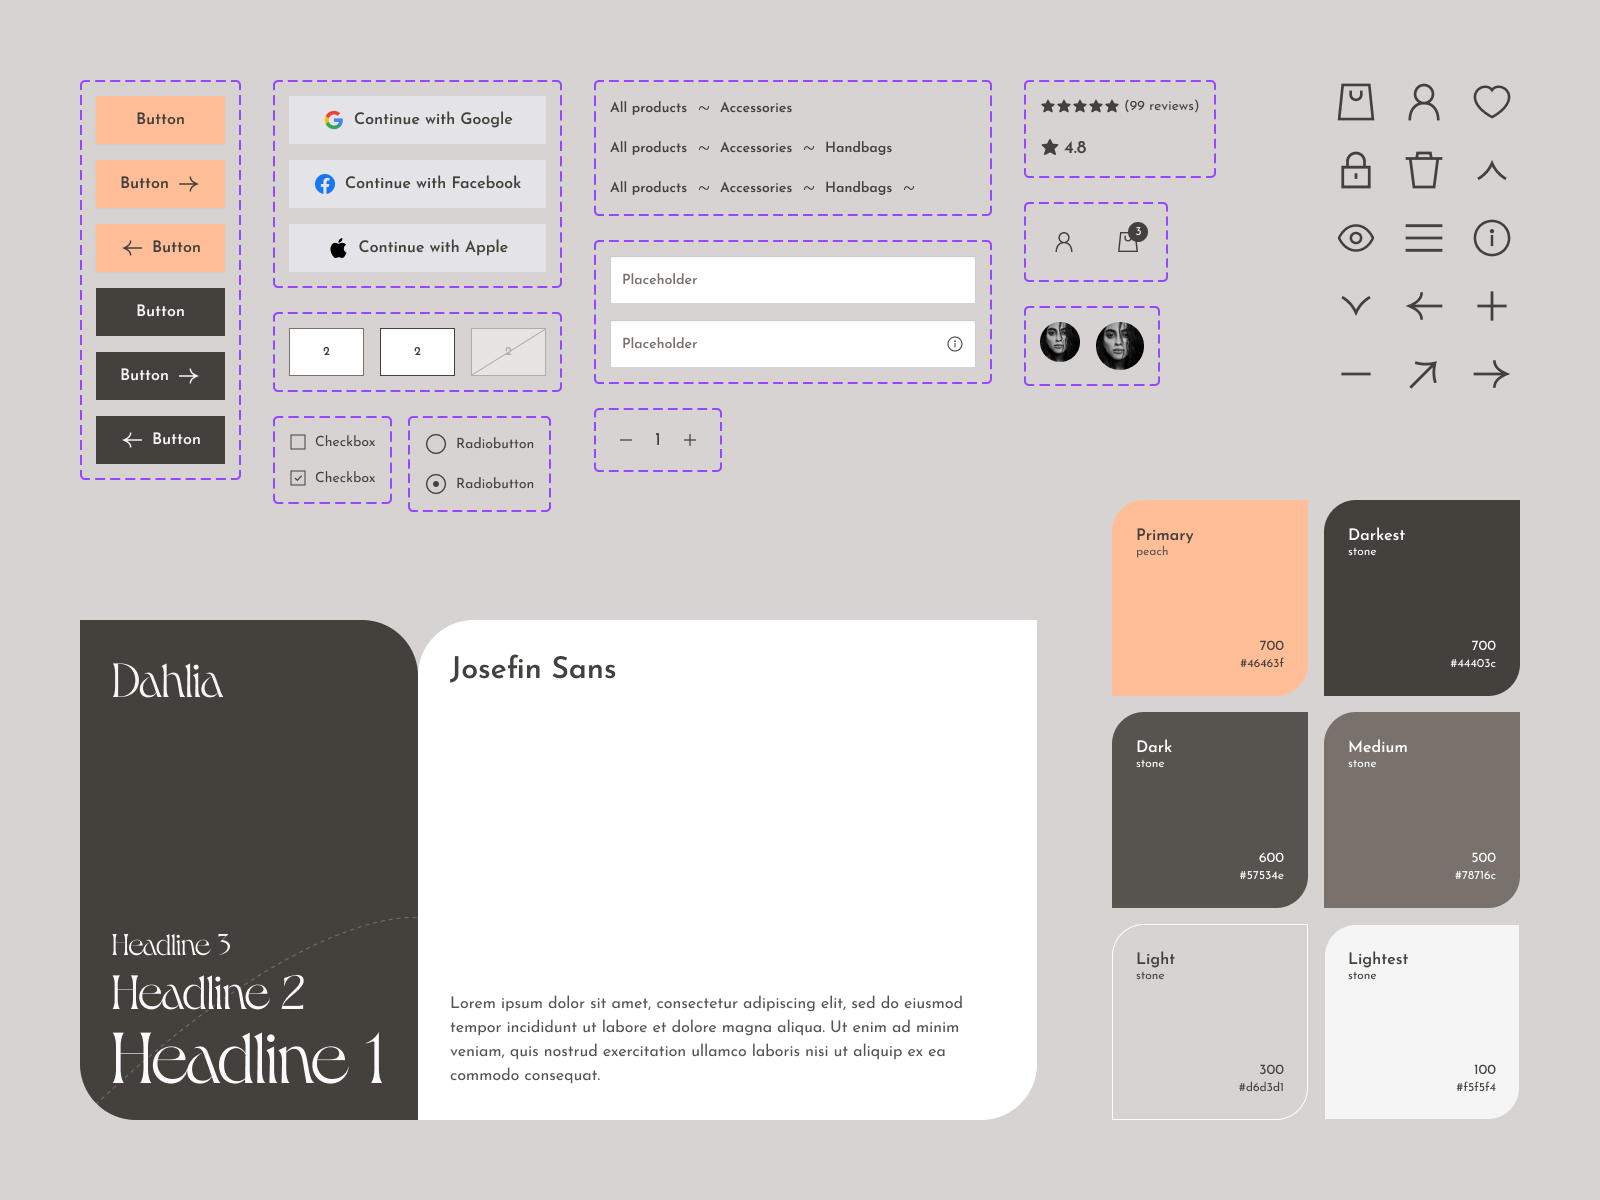 Button
Button
Button
Button
Button
Button
Continue with Google
Continue with Facebook
Continue with Apple
2
2
2
Checkbox
Checkbox
Radiobutton
Radiobutton
All products ~ Accessories
All products ~ Accessories ~ Handbags
All products ~ Accessories ~ Handbags ~
Placeholder
Placeholder
1
(99 reviews)
4.8
3
Dahlia
Headline 3
Headline 2
Headline 1
Josefin Sans
Lorem ipsum dolor sit amet, consectetur adipiscing elit, sed do eiusmod
tempor incididunt ut labore et dolore magna aliqua. Ut enim ad minim
veniam, quis nostrud exercitation ullamco laboris nisi ut aliquip ex ea
commodo consequat.
Primary
peach
700
#46463f
Darkest
stone
700
#44403c
Dark
stone
600
#57534e
Medium
stone
500
#78716c
Light
stone
300
#d6d3d1
Lightest
stone
100
#f5f5f4